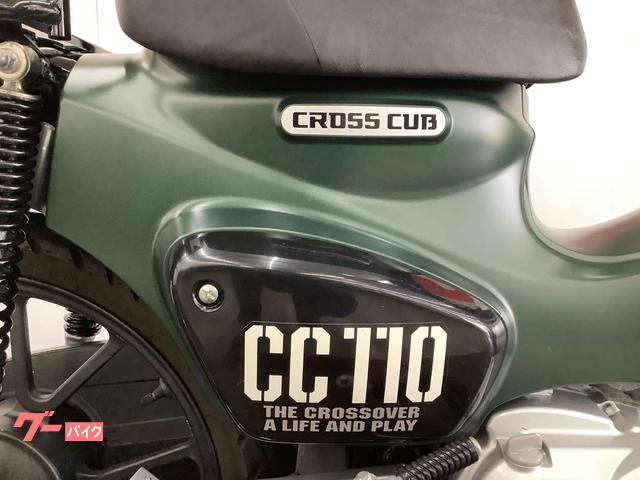 CROSS CUB
CC110
THE CROSSOVER
A LIFE AND PLAY
グーバイク